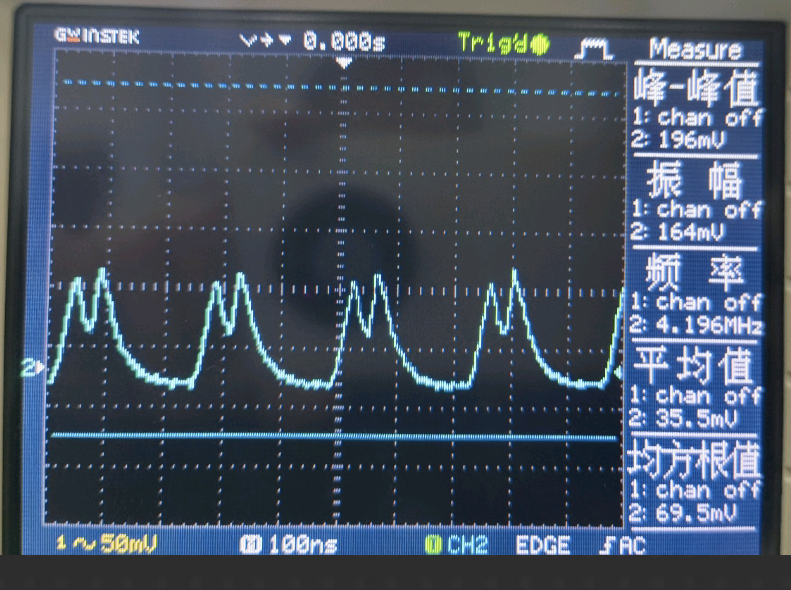 GWINSTEK 0.000s Trig'd Measure
峰-峰值
1: chan off
2: 196mV
振 幅
1: chan off
2: 164mV
频 率
1: chan off
2: 4.196MHz
平均值
1: chan off
2: 35.5mV
均方根值
1: chan off
2: 69.5mV
2
1 ~ 50mV M 100ns CH2 EDGE ƒAC